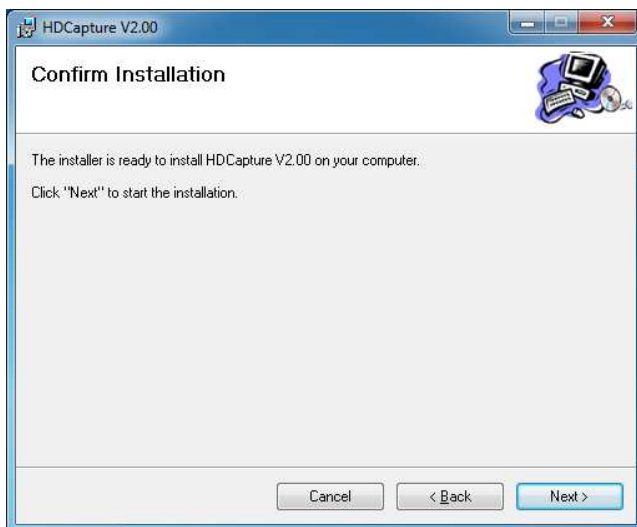 HDCapture V2.00
Confirm Installation
The installer is ready to install HDCapture V2.00 on your computer.
Click "Next" to start the installation.
Cancel
< Back
Next >